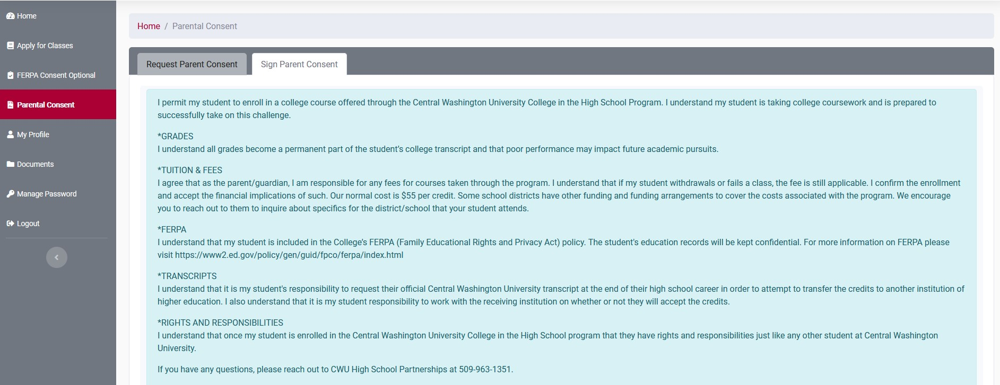 Home
Apply for Classes
FERPA Consent Optional
Parental Consent
My Profile
Documents
Manage Password
Logout
Home / Parental Consent
Request Parent Consent
Sign Parent Consent
I permit my student to enroll in a college course offered through the Central Washington University College in the High School Program. I understand my student is taking college coursework and is prepared to
successfully take on this challenge.
*GRADES
I understand all grades become a permanent part of the student’s college transcript and that poor performance may impact future academic pursuits.
*TUITION & FEES
I agree that as the parent/guardian, I am responsible for any fees for courses taken through the program. I understand that if my student withdrawals or fails a class, the fee is still applicable. I confirm the enrollment
and accept the financial implications of such. Our normal cost is $55 per credit. Some school districts have other funding and funding arrangements to cover the costs associated with the program. We encourage
you to reach out to them to inquire about specifics for the district/school that your student attends.
*FERPA
I understand that my student is included in the College’s FERPA (Family Educational Rights and Privacy Act) policy. The student's education records will be kept confidential. For more information on FERPA please
visit https://www2.ed.gov/policy/gen/guid/fpco/ferpa/index.html
*TRANSCRIPTS
I understand that it is my student's responsibility to request their official Central Washington University transcript at the end of their high school career in order to attempt to transfer the credits to another institution of
higher education. I also understand that it is my student responsibility to work with the receiving institution on whether or not they will accept the credits.
*RIGHTS AND RESPONSIBILITIES
I understand that once my student is enrolled in the Central Washington University College in the High School program that they have rights and responsibilities just like any other student at Central Washington
University.
If you have any questions, please reach out to CWU High School Partnerships at 509-963-1351.